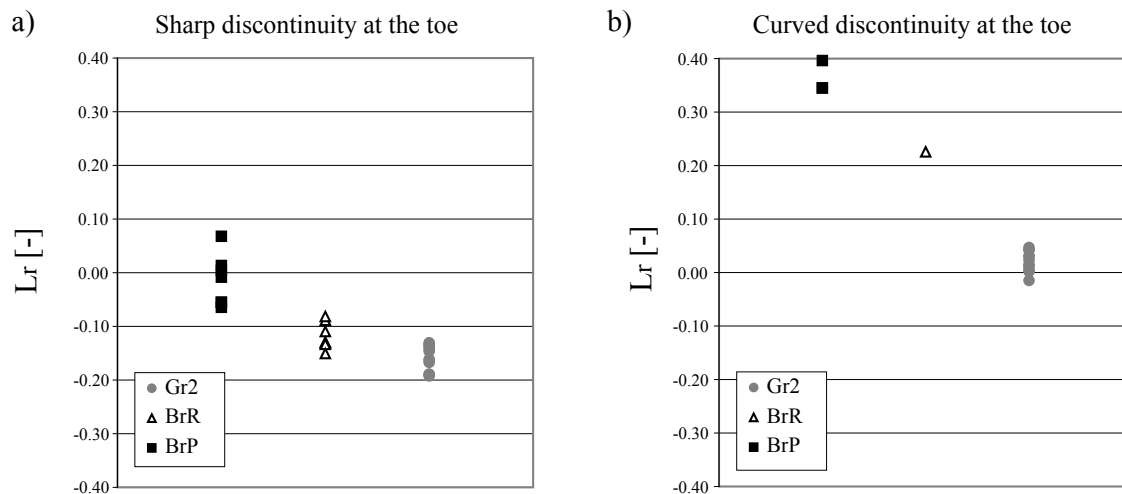 a)
Sharp discontinuity at the toe
0.40
0.30
0.20
0.10
0.00
-0.10
-0.20
-0.30
-0.40
Lr [-]
Gr2
BrR
BrP
b)
Curved discontinuity at the toe
0.40
0.30
0.20
0.10
0.00
-0.10
-0.20
-0.30
-0.40
Lr [-]
Gr2
BrR
BrP